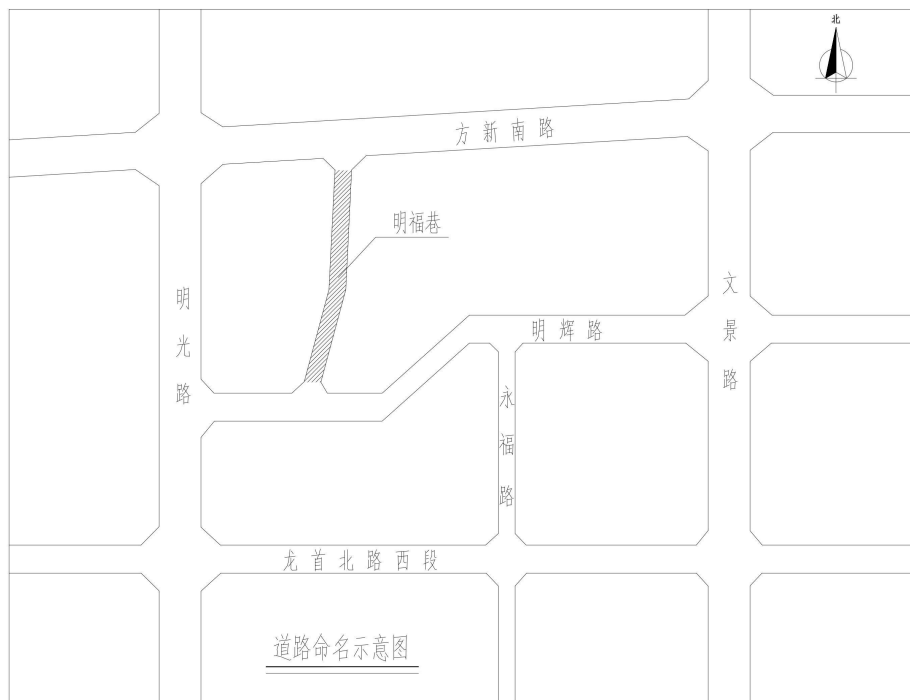 北
方新南路
明福巷
文景路
明光路
明辉路
永福路
龙首北路西段
道路命名示意图